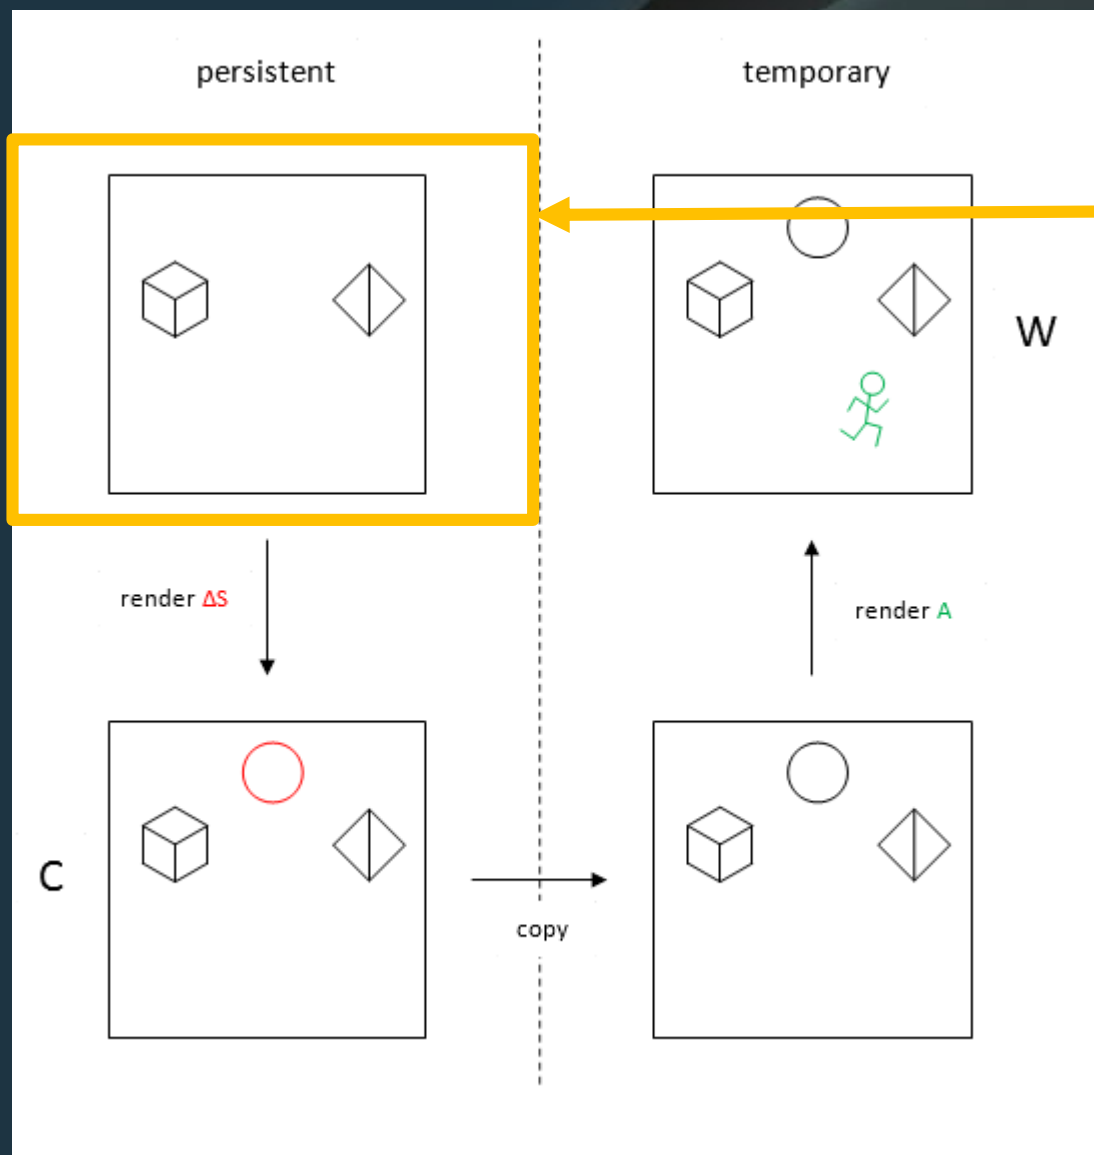 persistent
temporary
W
render ΔS
render A
C
copy